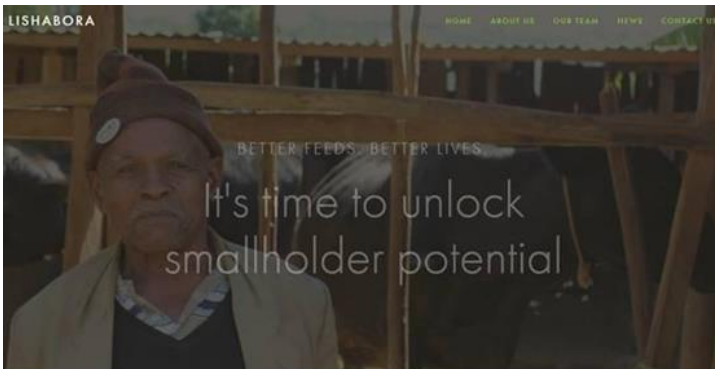 LISHABORA
HOME ABOUT US OUR TEAM NEWS CONTACT US
BETTER FEEDS. BETTER LIVES
It's time to unlock
smallholder potential